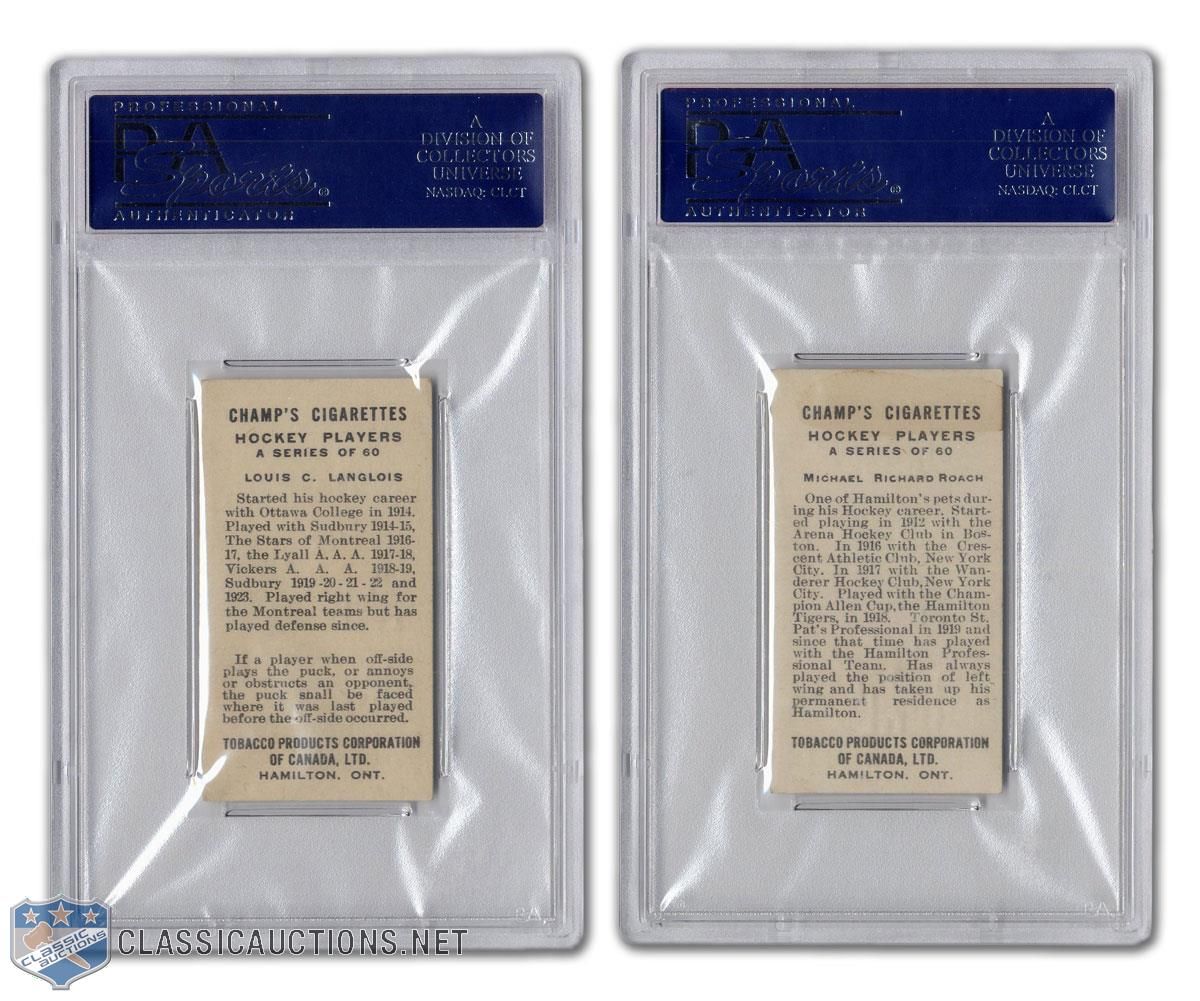 PROFESSIONAL
PSA
Sports®
AUTHENTICATOR
A
DIVISION OF
COLLECTORS
UNIVERSE
NASDAQ: CLCT
CHAMP'S CIGARETTES
HOCKEY PLAYERS
A SERIES OF 60
LOUIS C. LANGLOIS
Started his hockey career
with Ottawa College in 1914.
Played with Sudbury 1914-15,
The Stars of Montreal 1916-
17, the Lyall A. A. A. 1917-18,
Vickers A. A. A. 1918-19,
Sudbury 1919-20-21-22 and
1923. Played right wing for
the Montreal teams but has
played defense since.
If a player when off-side
plays the puck, or annoys
or obstructs an opponent,
the puck snall be faced
where it was last played
before the off-side occurred.
TOBACCO PRODUCTS CORPORATION
OF CANADA, LTD.
HAMILTON, ONT.
PROFESSIONAL
PSA
Sports®
AUTHENTICATOR
A
DIVISION OF
COLLECTORS
UNIVERSE
NASDAQ: CLCT
CHAMP'S CIGARETTES
HOCKEY PLAYERS
A SERIES OF 60
MICHAEL RICHARD ROACH
One of Hamilton's pets dur-
ing his Hockey career. Start-
ed playing in 1912 with the
Arena Hockey Club in Bos-
ton. In 1916 with the Cres-
cent Athletic Club, New York
City. In 1917 with the Wan-
derer Hockey Club, New York
City. Played with the Cham-
pion Allen Cup, the Hamilton
Tigers, in 1918. Toronto St.
Pat's Professional in 1919 and
since that time has played
with the Hamilton Profes-
sional Team. Has always
played the position of left
wing and has taken up his
permanent residence as
Hamilton.
TOBACCO PRODUCTS CORPORATION
OF CANADA, LTD.
HAMILTON, ONT.
CLASSIC
AUCTIONS
CLASSICAUCTIONS.NET